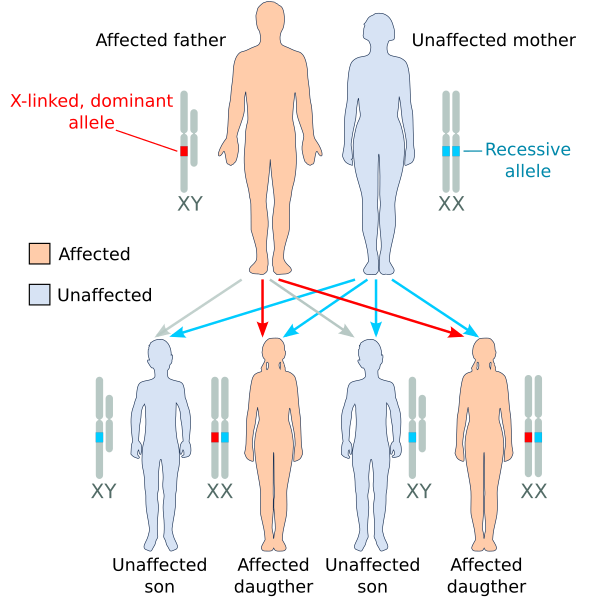 Affected father
Unaffected mother
X-linked, dominant
allele
Recessive
allele
XY
XX
Affected
Unaffected
XY
XX
XY
XX
Unaffected
son
Affected
daugther
Unaffected
son
Affected
daugther